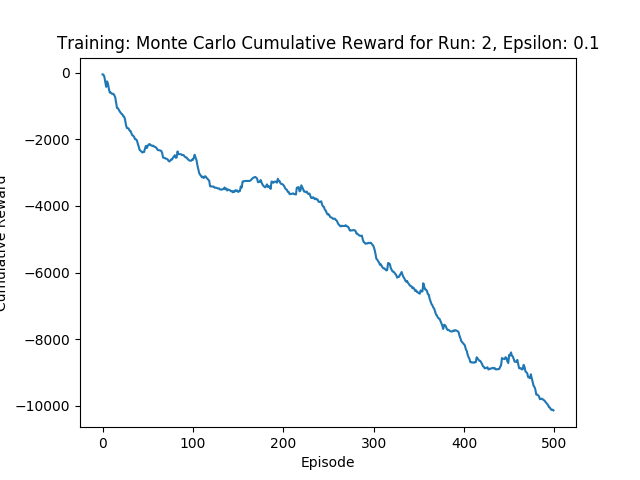 Training: Monte Carlo Cumulative Reward for Run: 2, Epsilon: 0.1
0
−2000
−4000
−6000
−8000
−10000
Cumulative Reward
0 100 200 300 400 500
Episode